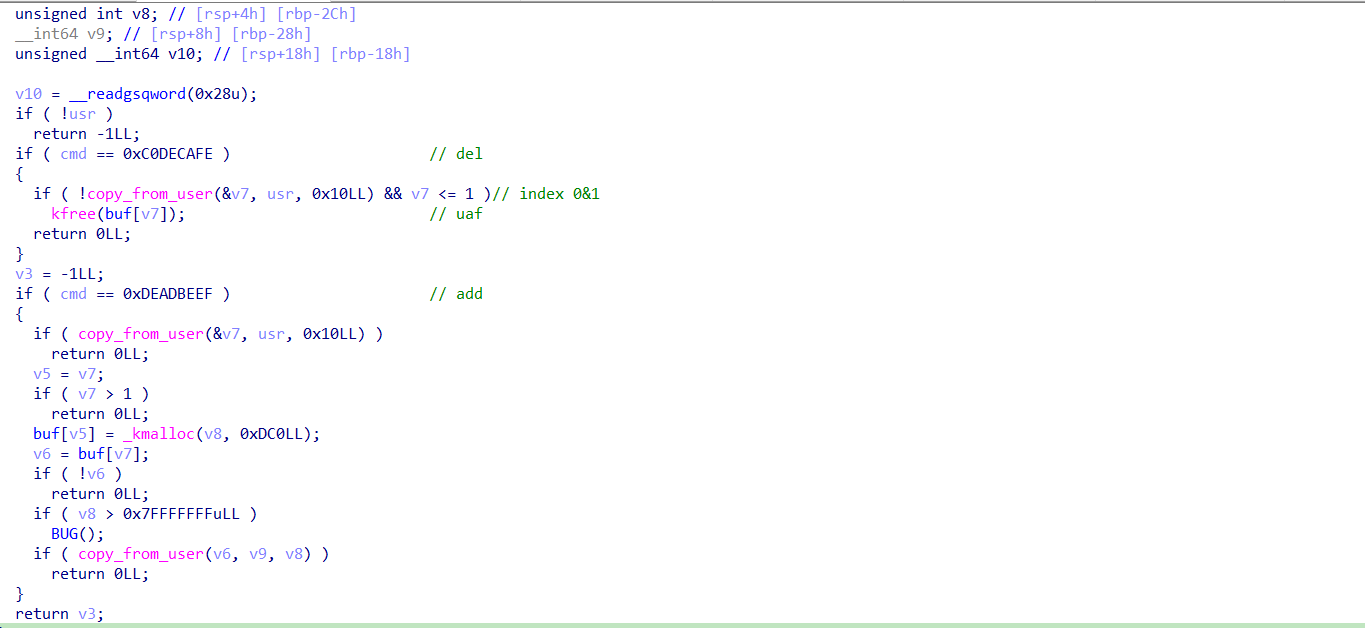 unsigned int v8; // [rsp+4h] [rbp-2Ch]
__int64 v9; // [rsp+8h] [rbp-28h]
unsigned __int64 v10; // [rsp+18h] [rbp-18h]
v10 = __readgsqword(0x28u);
if ( !usr )
return -1LL;
if ( cmd == 0xC0DECAFE ) // del
{
if ( !copy_from_user(&v7, usr, 0x10LL) && v7 <= 1 )// index 0&1
kfree(buf[v7]); // uaf
return 0LL;
}
v3 = -1LL;
if ( cmd == 0xDEADBEEF ) // add
{
if ( copy_from_user(&v7, usr, 0x10LL) )
return 0LL;
v5 = v7;
if ( v7 > 1 )
return 0LL;
buf[v5] = _kmalloc(v8, 0xDC0LL);
v6 = buf[v7];
if ( !v6 )
return 0LL;
if ( v8 > 0x7FFFFFFFuLL )
BUG();
if ( copy_from_user(v6, v9, v8) )
return 0LL;
}
return v3;